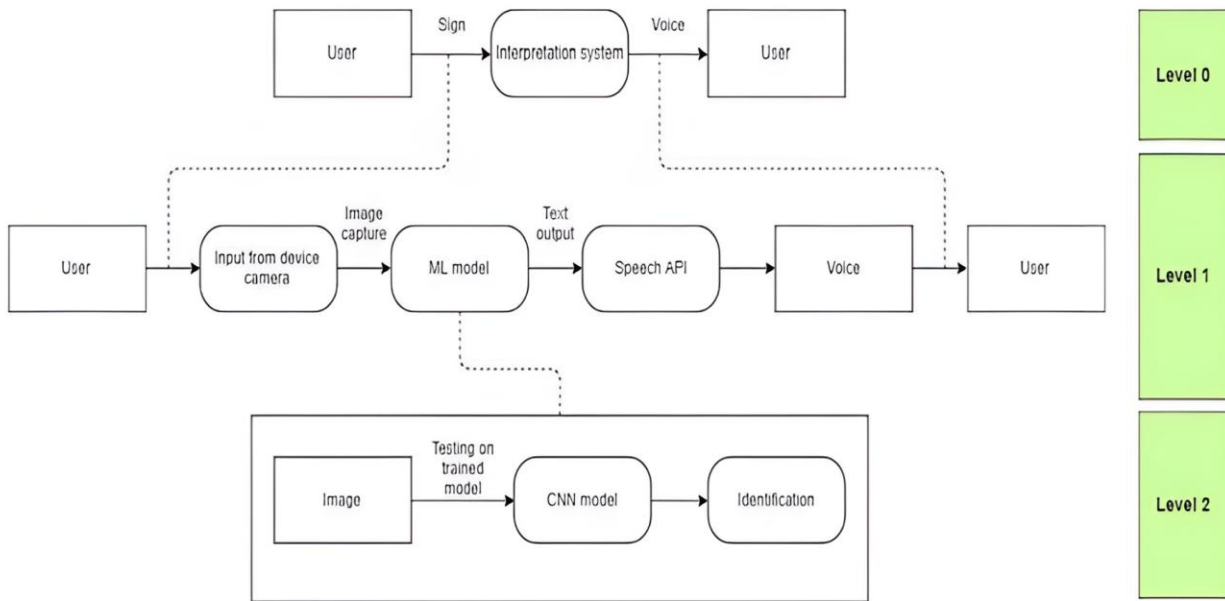 Sign
Voice
User
Interpretation system
User
Level 0
Image
capture
Text
output
User
Input from device
camera
ML model
Speech API
Voice
User
Level 1
Testing on
trained
model
Image
CNN model
Identification
Level 2